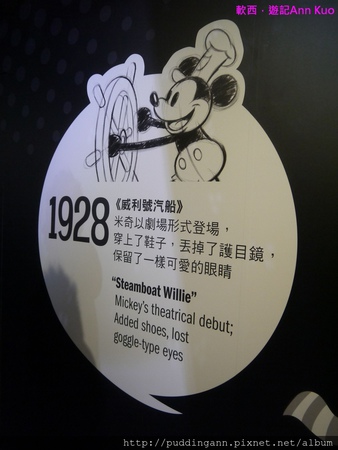 軟西．遊記Ann Kuo
1928
《威利號汽船》
米奇以劇場形式登場，
穿上了鞋子，丟掉了護目鏡，
保留了一樣可愛的眼睛
“Steamboat Willie”
Mickey's theatrical debut;
Added shoes, lost
goggle-type eyes
http://puddingann.pixnet.net/album